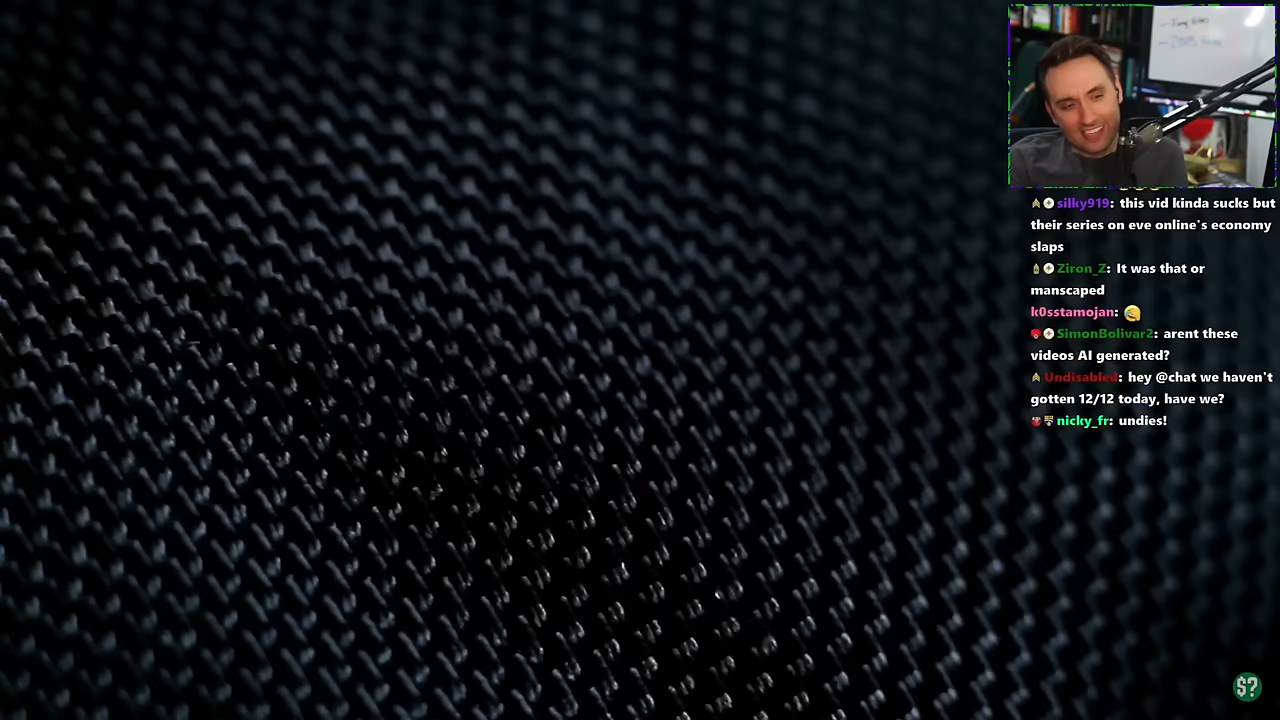 silky919: this vid kinda sucks but
their series on eve online's economy
slaps
Ziron_Z: It was that or
manscaped
k0sstamojan:
SimonBolivar2: arent these
videos AI generated?
Undisabled: hey @chat we haven't
gotten 12/12 today, have we?
nicky_fr: undies!
$?